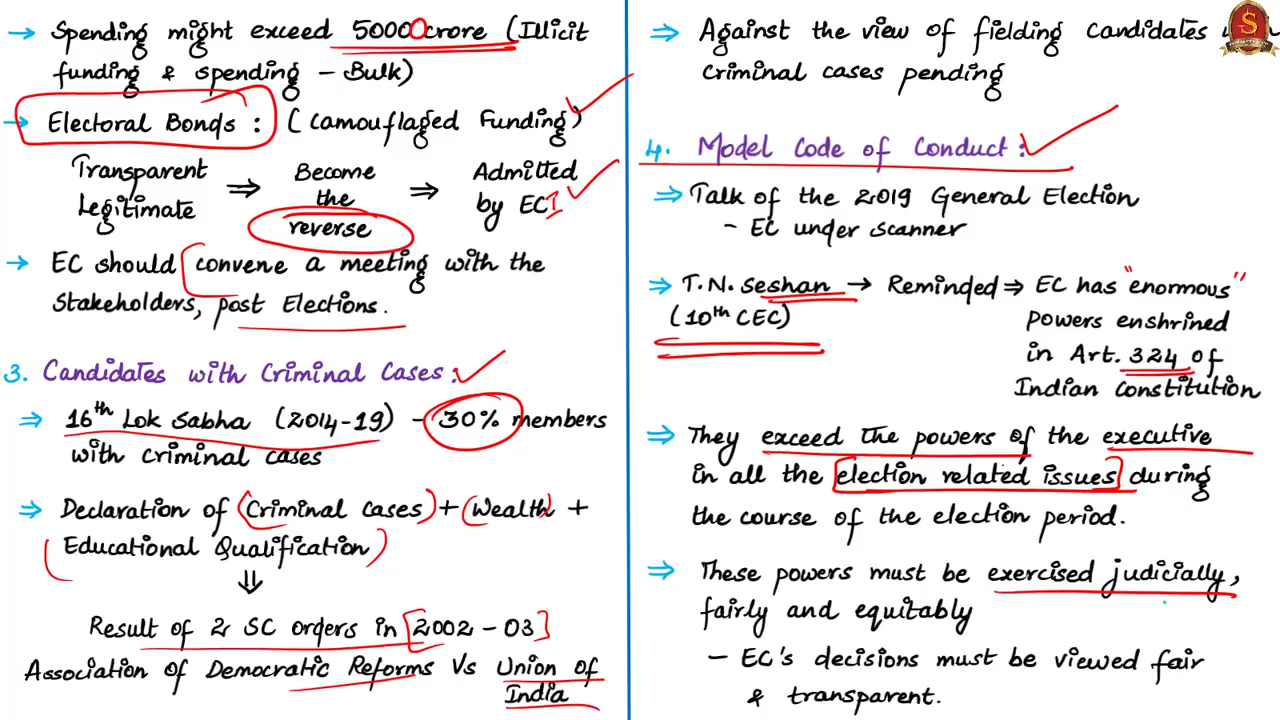 → Spending might exceed 50000 crore (Illicit
funding & spending – Bulk)
→ Electoral Bonds : (Camouflaged Funding)
Transparent Legitimate ⇒ Become the reverse ⇒ Admitted by ECI
→ EC should convene a meeting with the
stakeholders, post Elections.
3. Candidates with Criminal Cases:
⇒ 16th Lok Sabha (2014-19) – 30% members
with criminal cases
⇒ Declaration of (Criminal cases) + (Wealth) +
(Educational Qualification)
⇓
Result of 2 SC orders in [2002-03]
Association of Democratic Reforms Vs Union of
India
⇒ Against the view of fielding candidates
criminal cases pending
4. Model Code of Conduct:
⇒ Talk of the 2019 General Election
– EC under scanner
⇒ T.N. Seshan → Reminded ⇒ EC has "enormous"
(10th CEC) powers enshrined
in Art. 324 of
Indian Constitution
⇒ They exceed the powers of the executive
in all the [election related issues] during
the course of the election period.
⇒ These powers must be exercised judicially,
fairly and equitably
– EC's decisions must be viewed fair
& transparent.
S